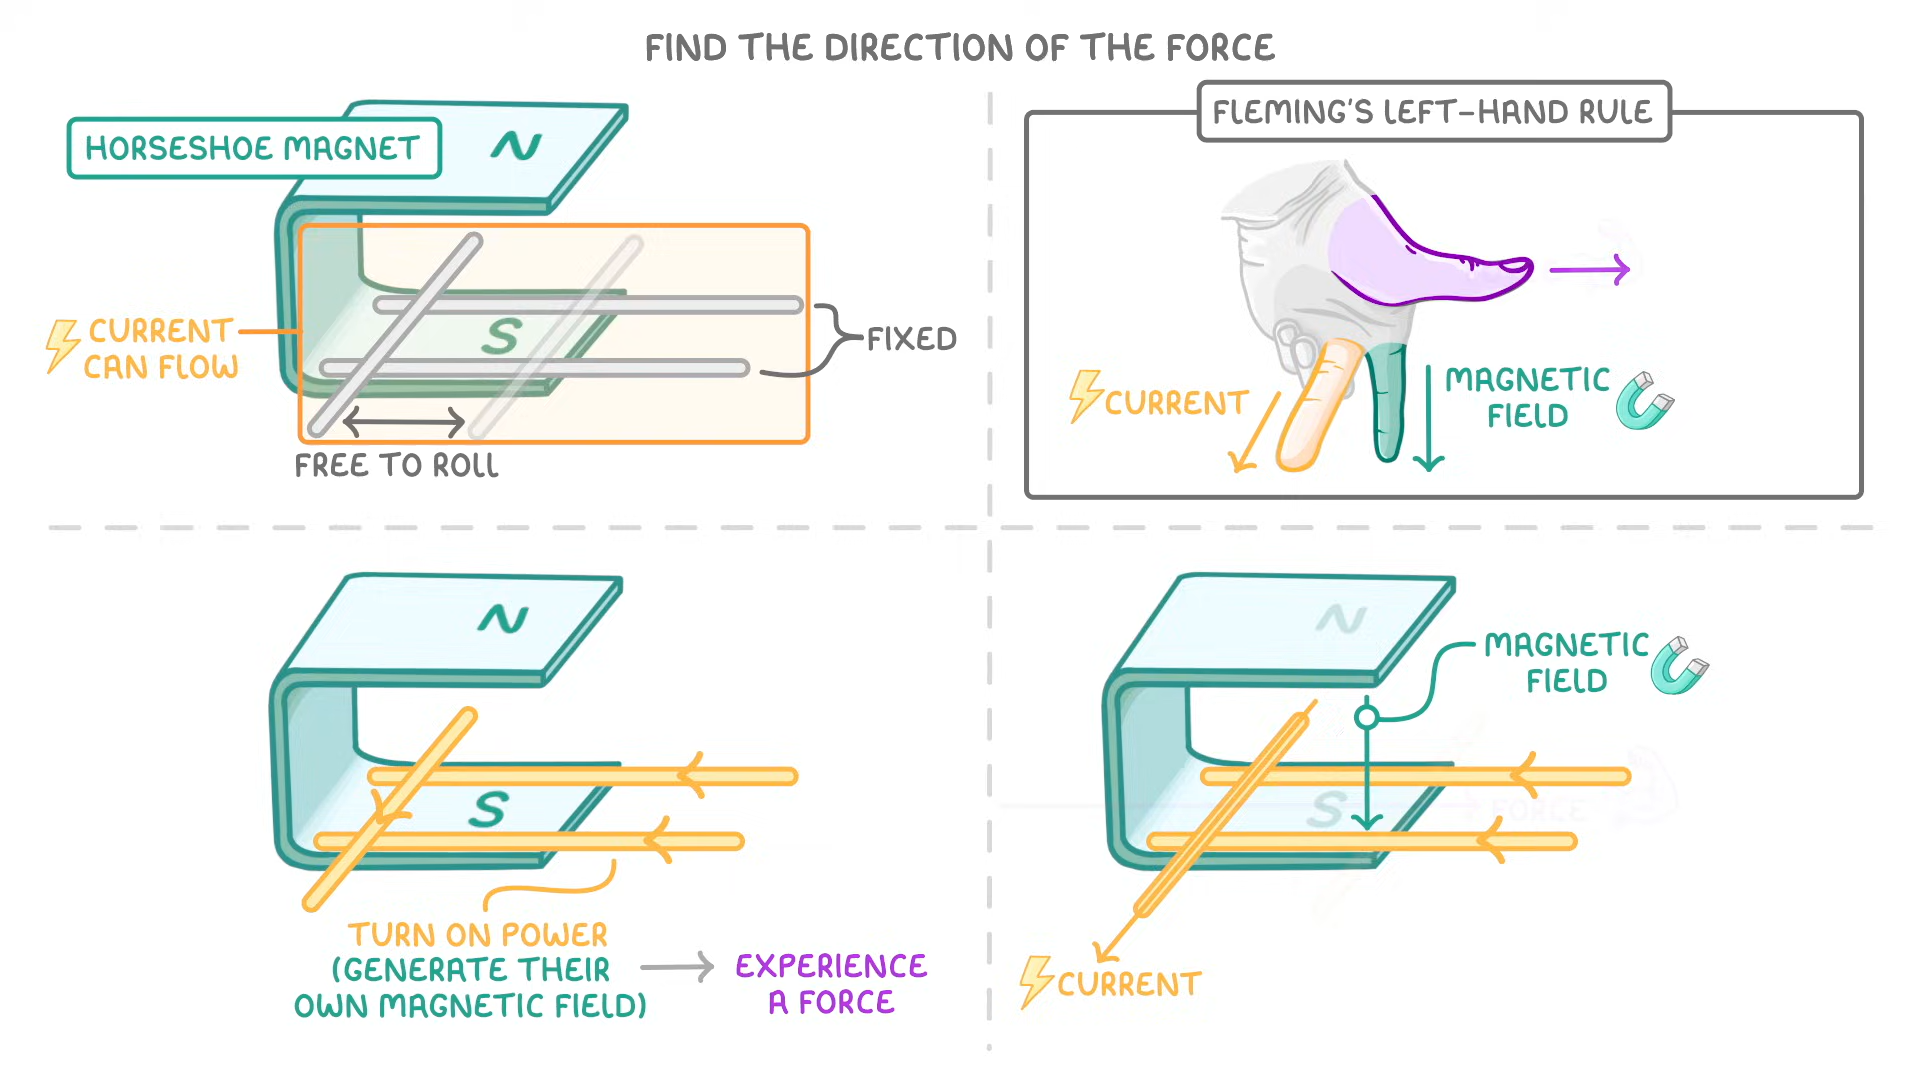 FIND THE DIRECTION OF THE FORCE
HORSESHOE MAGNET
N
CURRENT
CAN FLOW
S
FIXED
FREE TO ROLL
FLEMING'S LEFT-HAND RULE
CURRENT
MAGNETIC
FIELD
N
S
TURN ON POWER
(GENERATE THEIR
OWN MAGNETIC FIELD)
EXPERIENCE
A FORCE
N
MAGNETIC
FIELD
S
FORCE
CURRENT